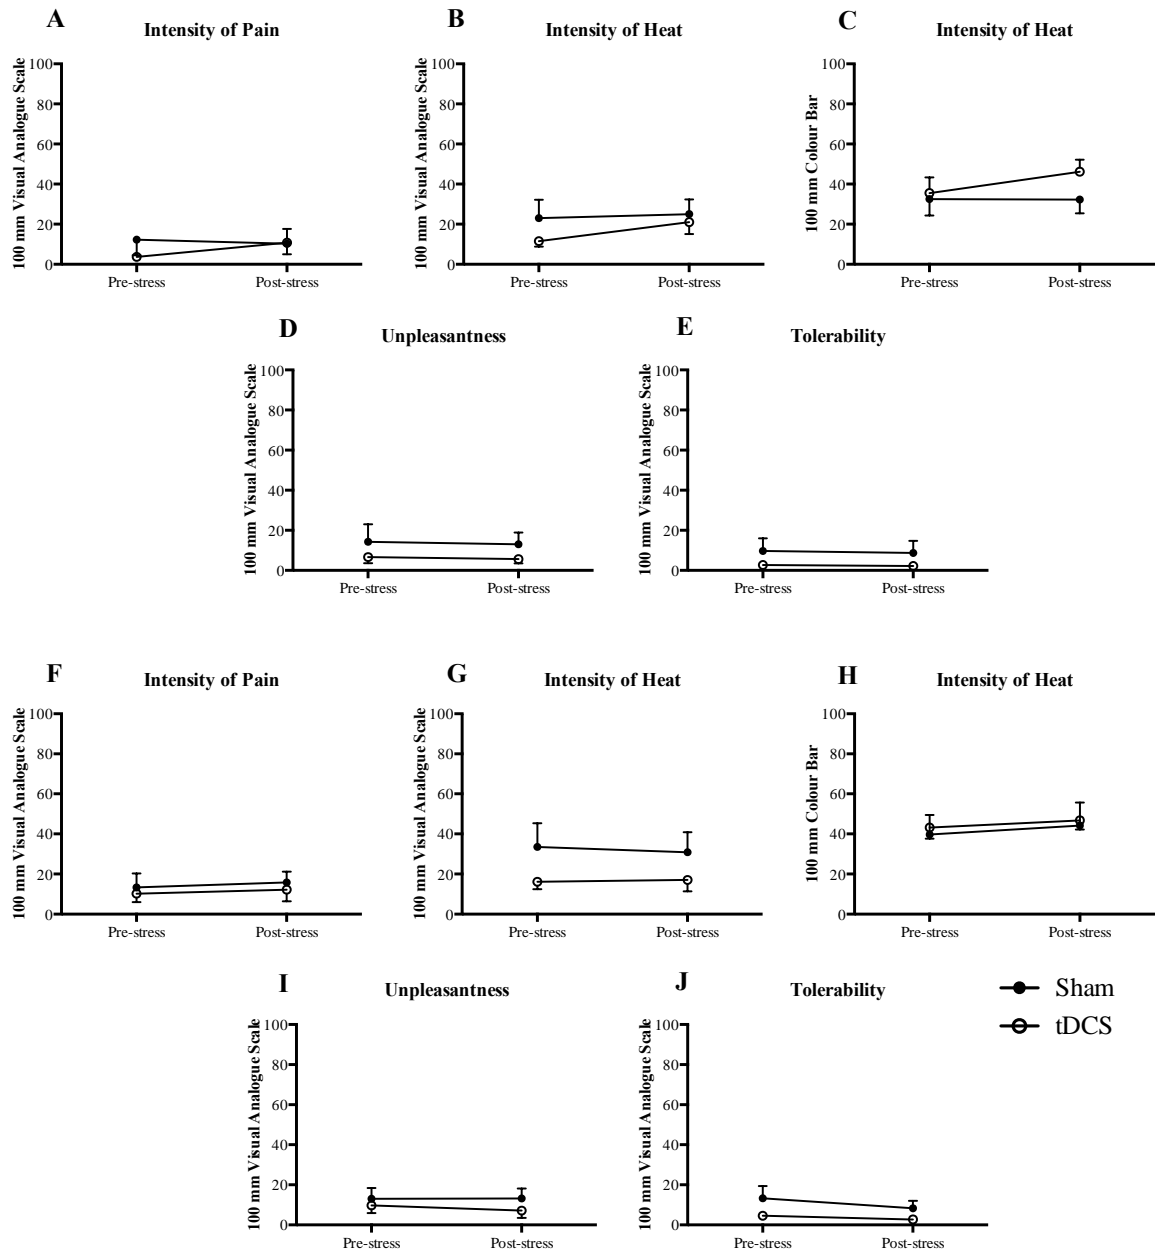 A
Intensity of Pain
100 mm Visual Analogue Scale
100
80
60
40
20
0
Pre-stress
Post-stress
B
Intensity of Heat
100 mm Visual Analogue Scale
100
80
60
40
20
0
Pre-stress
Post-stress
C
Intensity of Heat
100 mm Colour Bar
100
80
60
40
20
0
Pre-stress
Post-stress
D
Unpleasantness
100 mm Visual Analogue Scale
100
80
60
40
20
0
Pre-stress
Post-stress
E
Tolerability
100 mm Visual Analogue Scale
100
80
60
40
20
0
Pre-stress
Post-stress
F
Intensity of Pain
100 mm Visual Analogue Scale
100
80
60
40
20
0
Pre-stress
Post-stress
G
Intensity of Heat
100 mm Visual Analogue Scale
100
80
60
40
20
0
Pre-stress
Post-stress
H
Intensity of Heat
100 mm Colour Bar
100
80
60
40
20
0
Pre-stress
Post-stress
I
Unpleasantness
100 mm Visual Analogue Scale
100
80
60
40
20
0
Pre-stress
Post-stress
J
Tolerability
100 mm Visual Analogue Scale
100
80
60
40
20
0
Pre-stress
Post-stress
Sham
tDCS